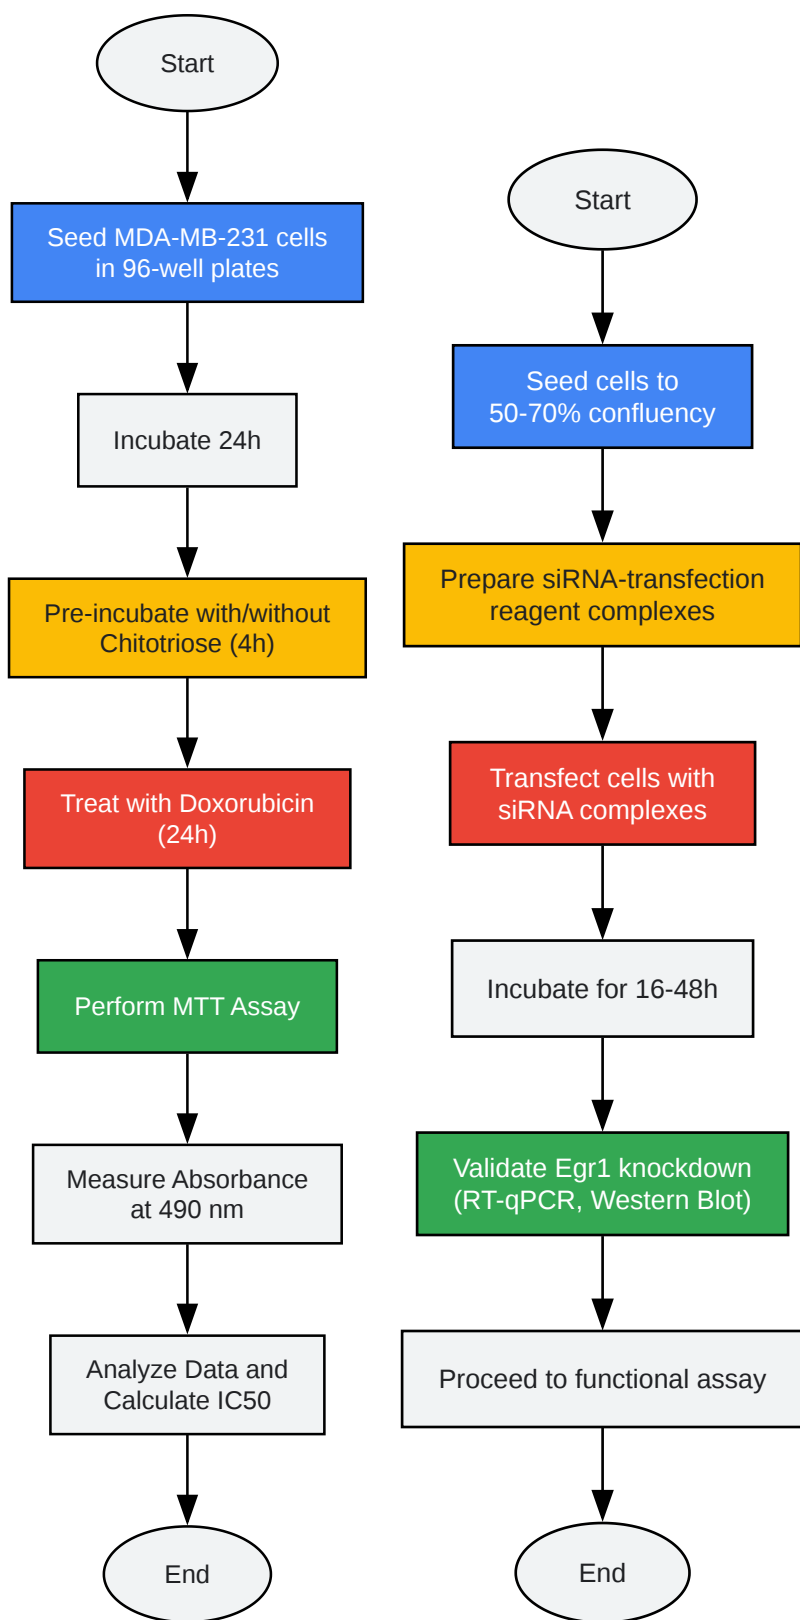 Start
Seed MDA-MB-231 cells
in 96-well plates
Incubate 24h
Pre-incubate with/without
Chitotriose (4h)
Treat with Doxorubicin
(24h)
Perform MTT Assay
Measure Absorbance
at 490 nm
Analyze Data and
Calculate IC50
End
Start
Seed cells to
50-70% confluency
Prepare siRNA-transfection
reagent complexes
Transfect cells with
siRNA complexes
Incubate for 16-48h
Validate Egr1 knockdown
(RT-qPCR, Western Blot)
Proceed to functional assay
End